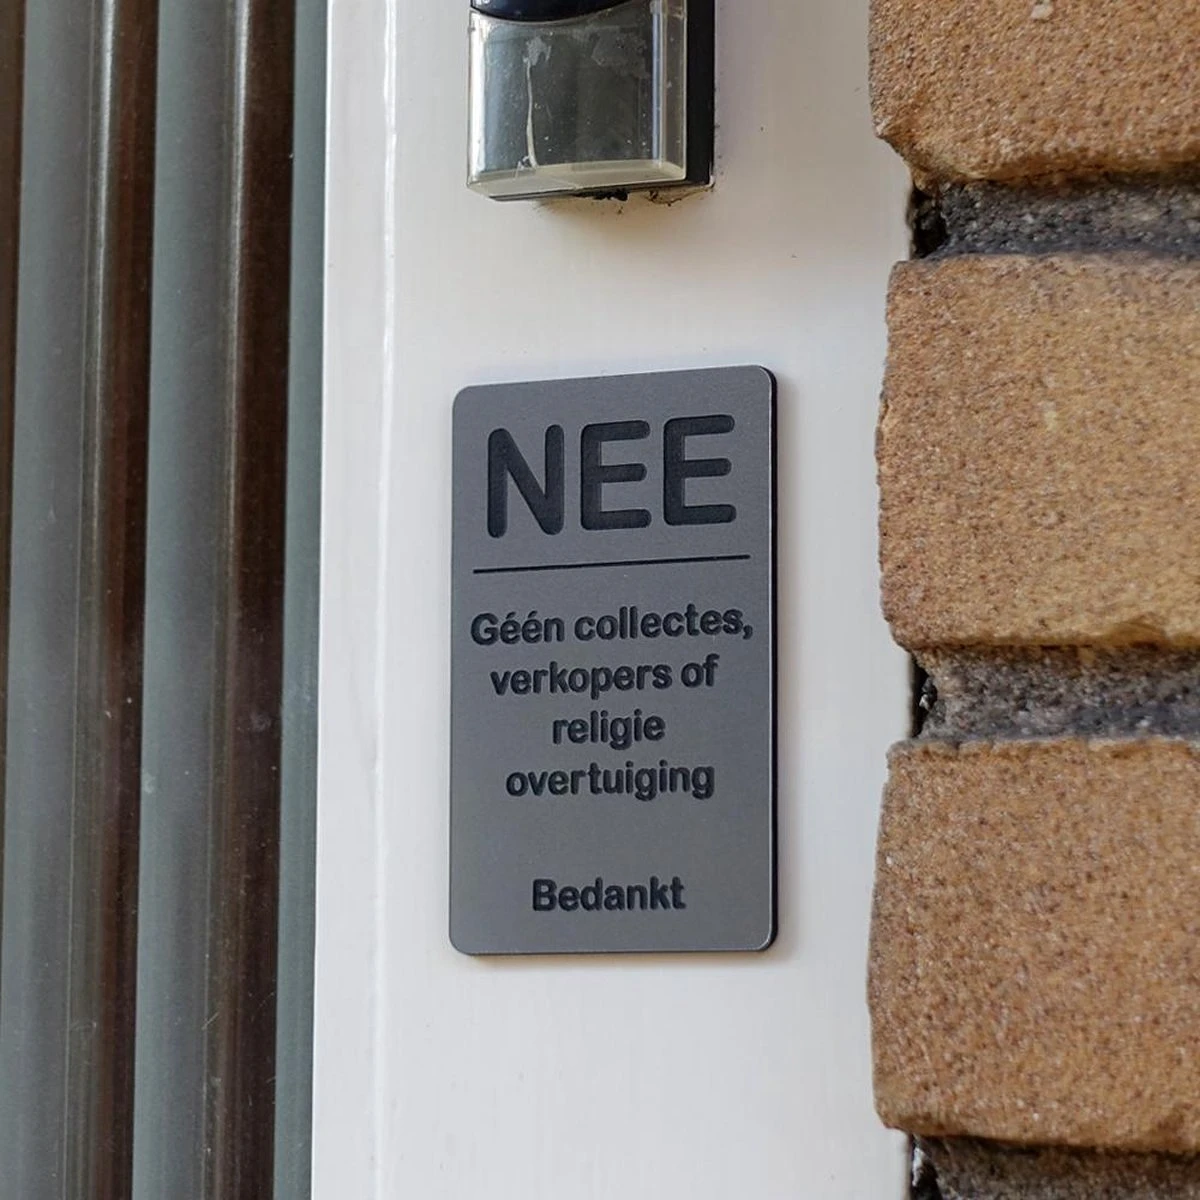 NEE
Géén collectes,
verkopers of
religie
overtuiging
Bedankt